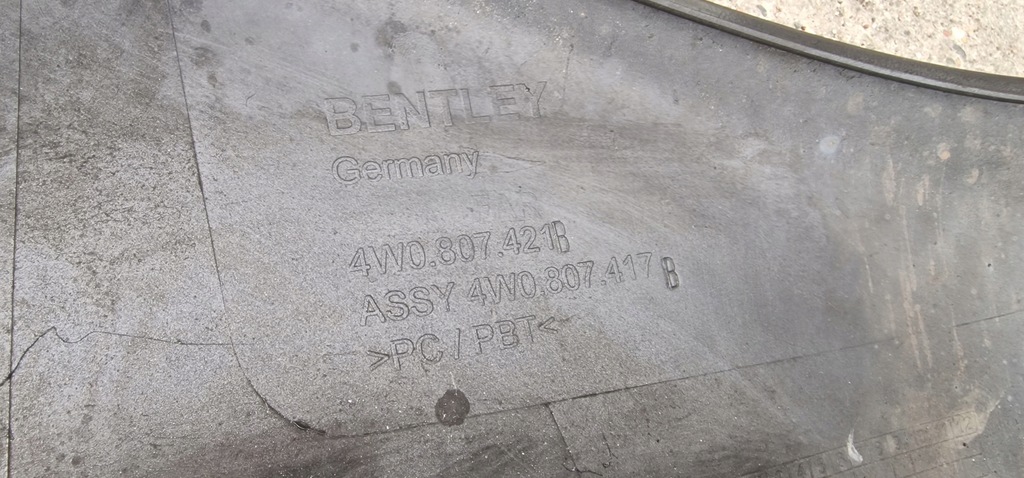 BENTLEY
Germany
4W0.807.421B
ASSY 4W0.807.417 B
>PC / PBT<